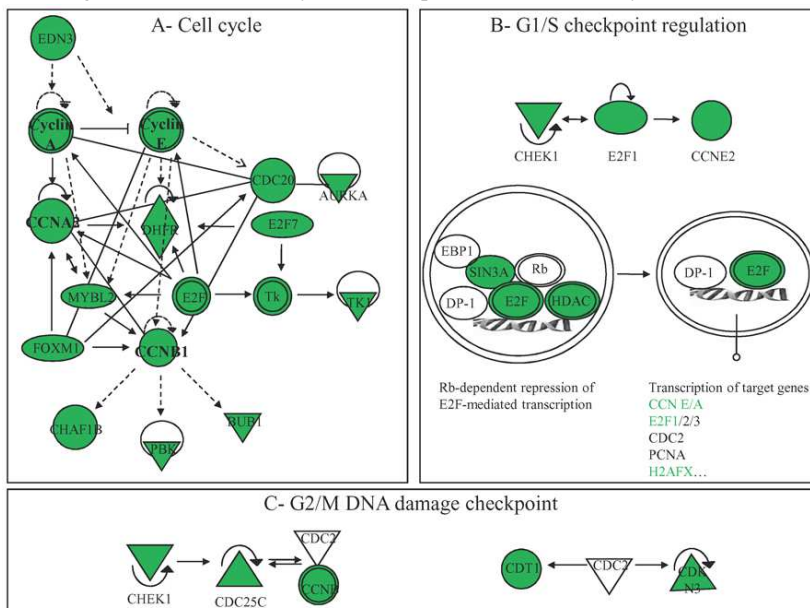 A- Cell cycle
EDN3
Cyclin A
Cyclin E
CDC20
AURKA
CCNA2
DHFR
E2F7
MYBL2
E2F
Tk
TK1
FOXM1
CCNB1
CHAF1B
PBK
BUB1
B- G1/S checkpoint regulation
CHEK1
E2F1
CCNE2
EBP1
SIN3A
Rb
DP-1
E2F
HDAC
DP-1
E2F
Rb-dependent repression of
E2F-mediated transcription
Transcription of target genes
CCN E/A
E2F1/2/3
CDC2
PCNA
H2AFX...
C- G2/M DNA damage checkpoint
CHEK1
CDC25C
CDC2
CCNB
CDT1
CDC2
CDK
N3